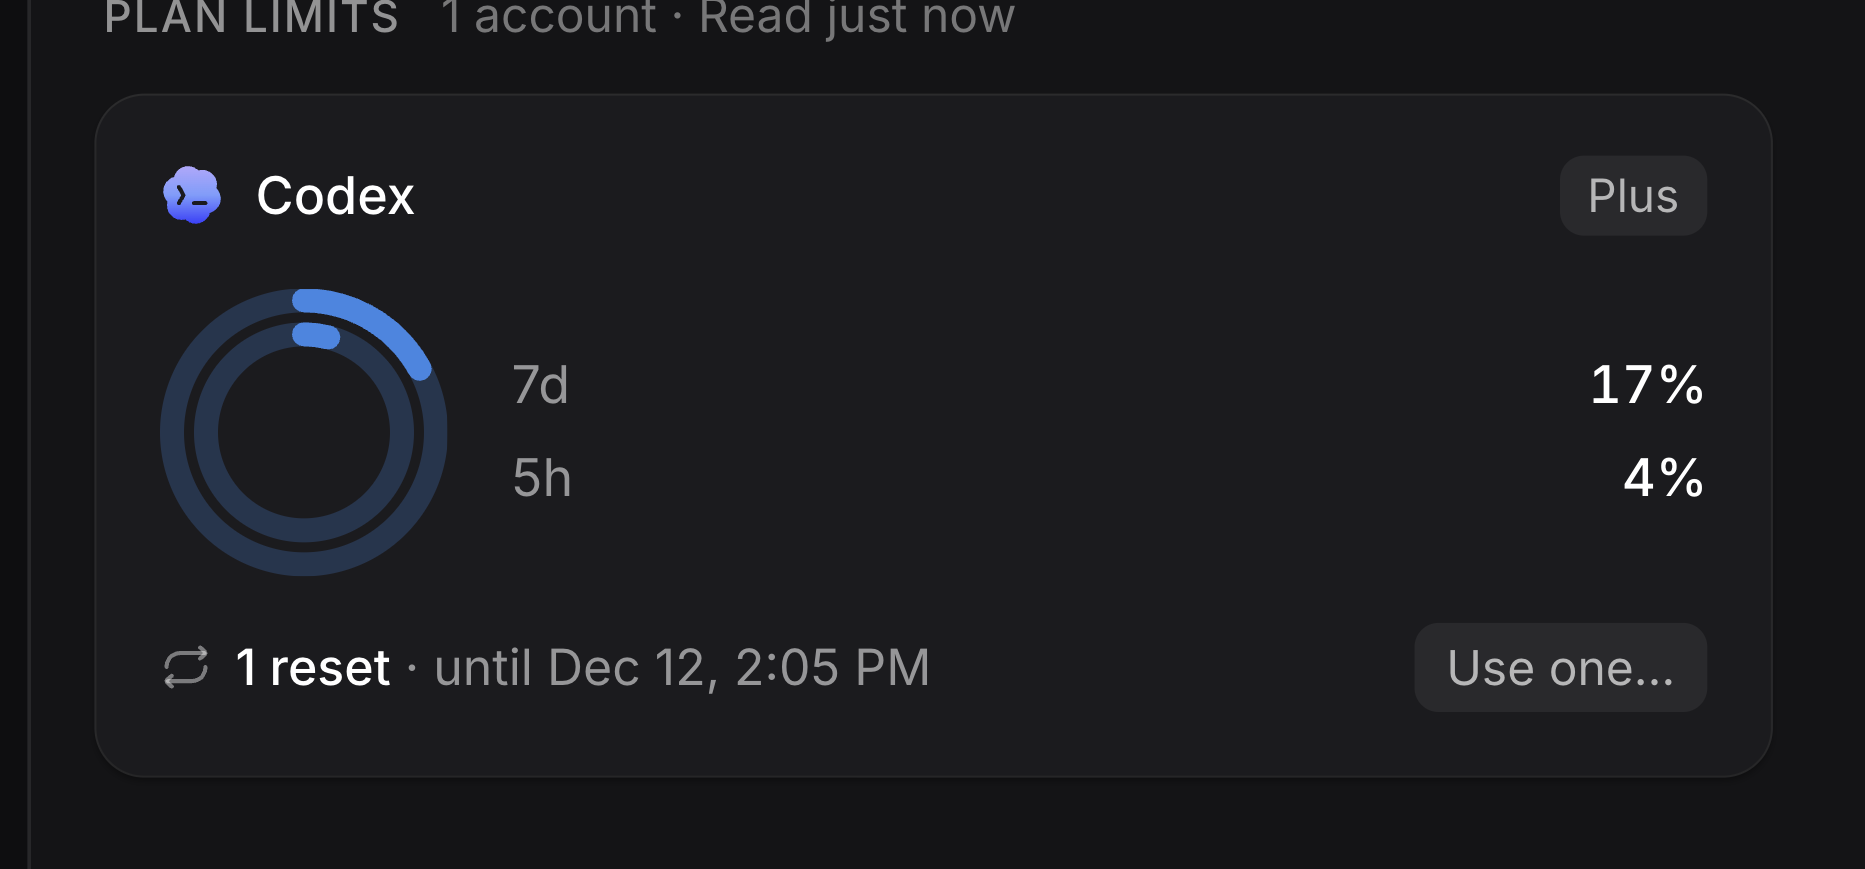 PLAN LIMITS 1 account · Read just now
Codex
Plus
7d 17%
5h 4%
1 reset · until Dec 12, 2:05 PM
Use one...